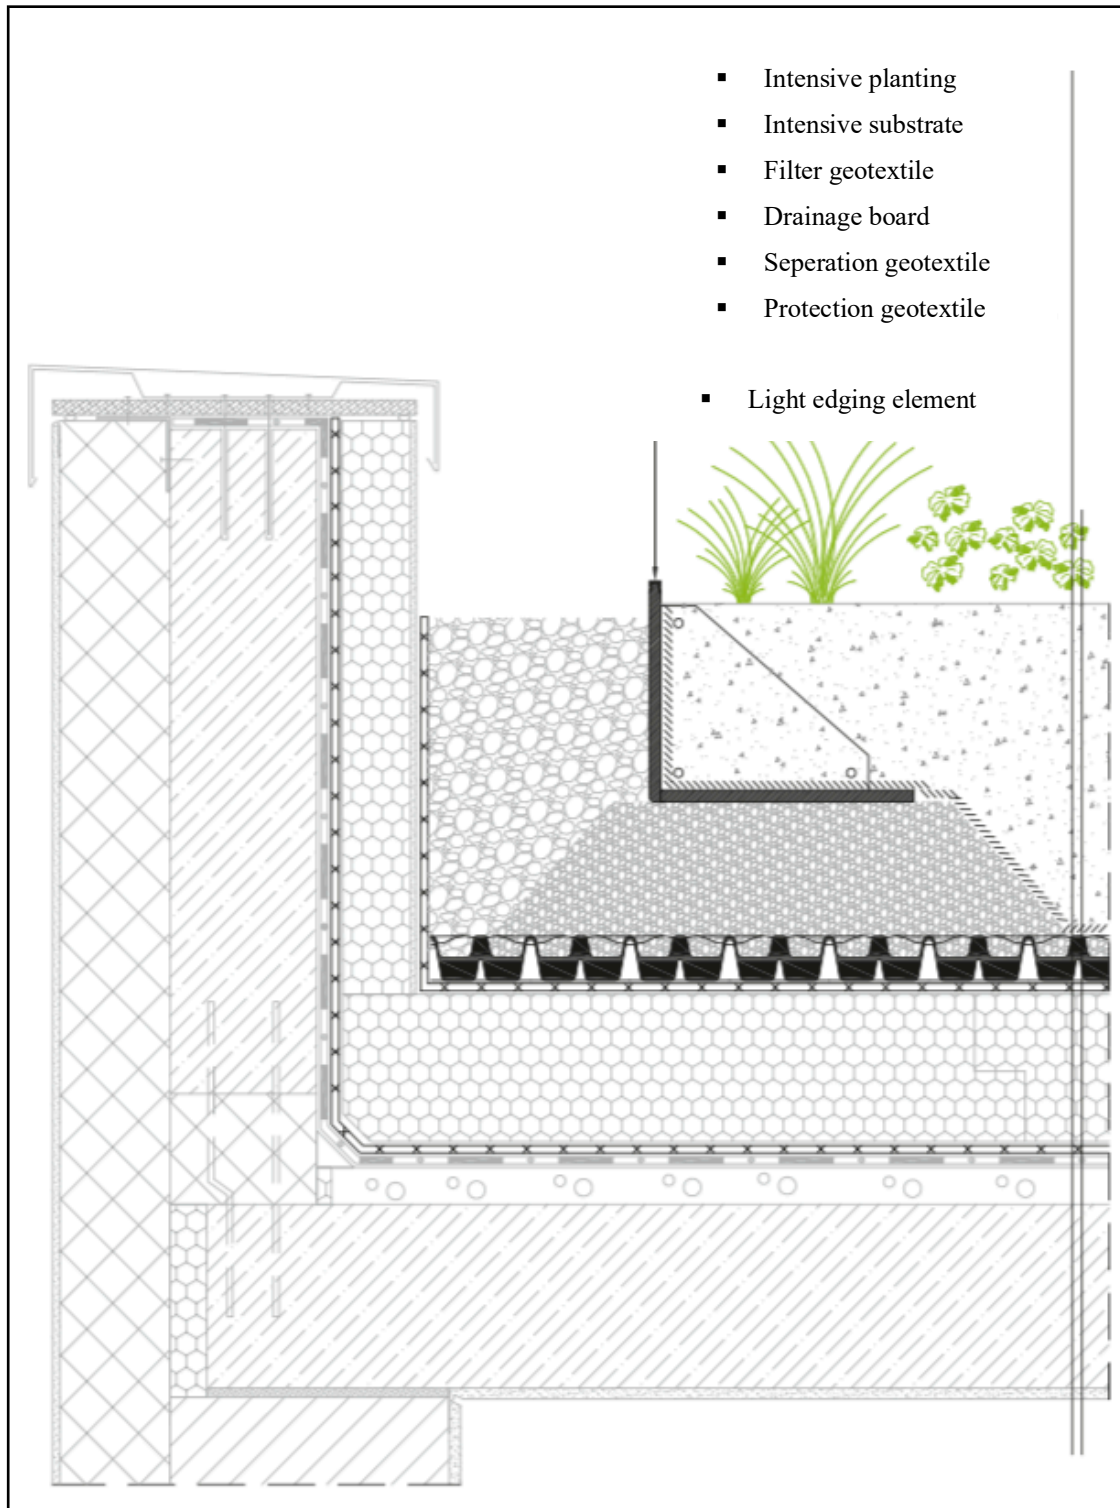 ▪ Intensive planting
▪ Intensive substrate
▪ Filter geotextile
▪ Drainage board
▪ Seperation geotextile
▪ Protection geotextile
▪ Light edging element